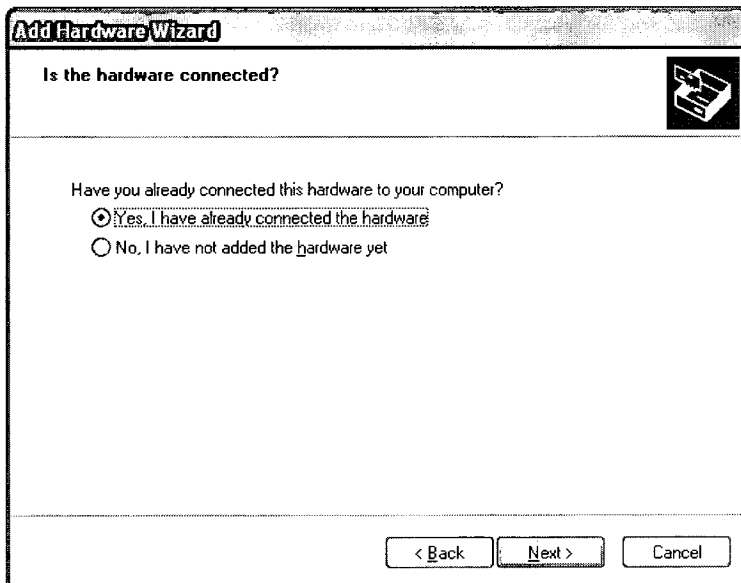 Add Hardware Wizard
Is the hardware connected?
Have you already connected this hardware to your computer?
Yes, I have already connected the hardware
No, I have not added the hardware yet
< Back Next > Cancel